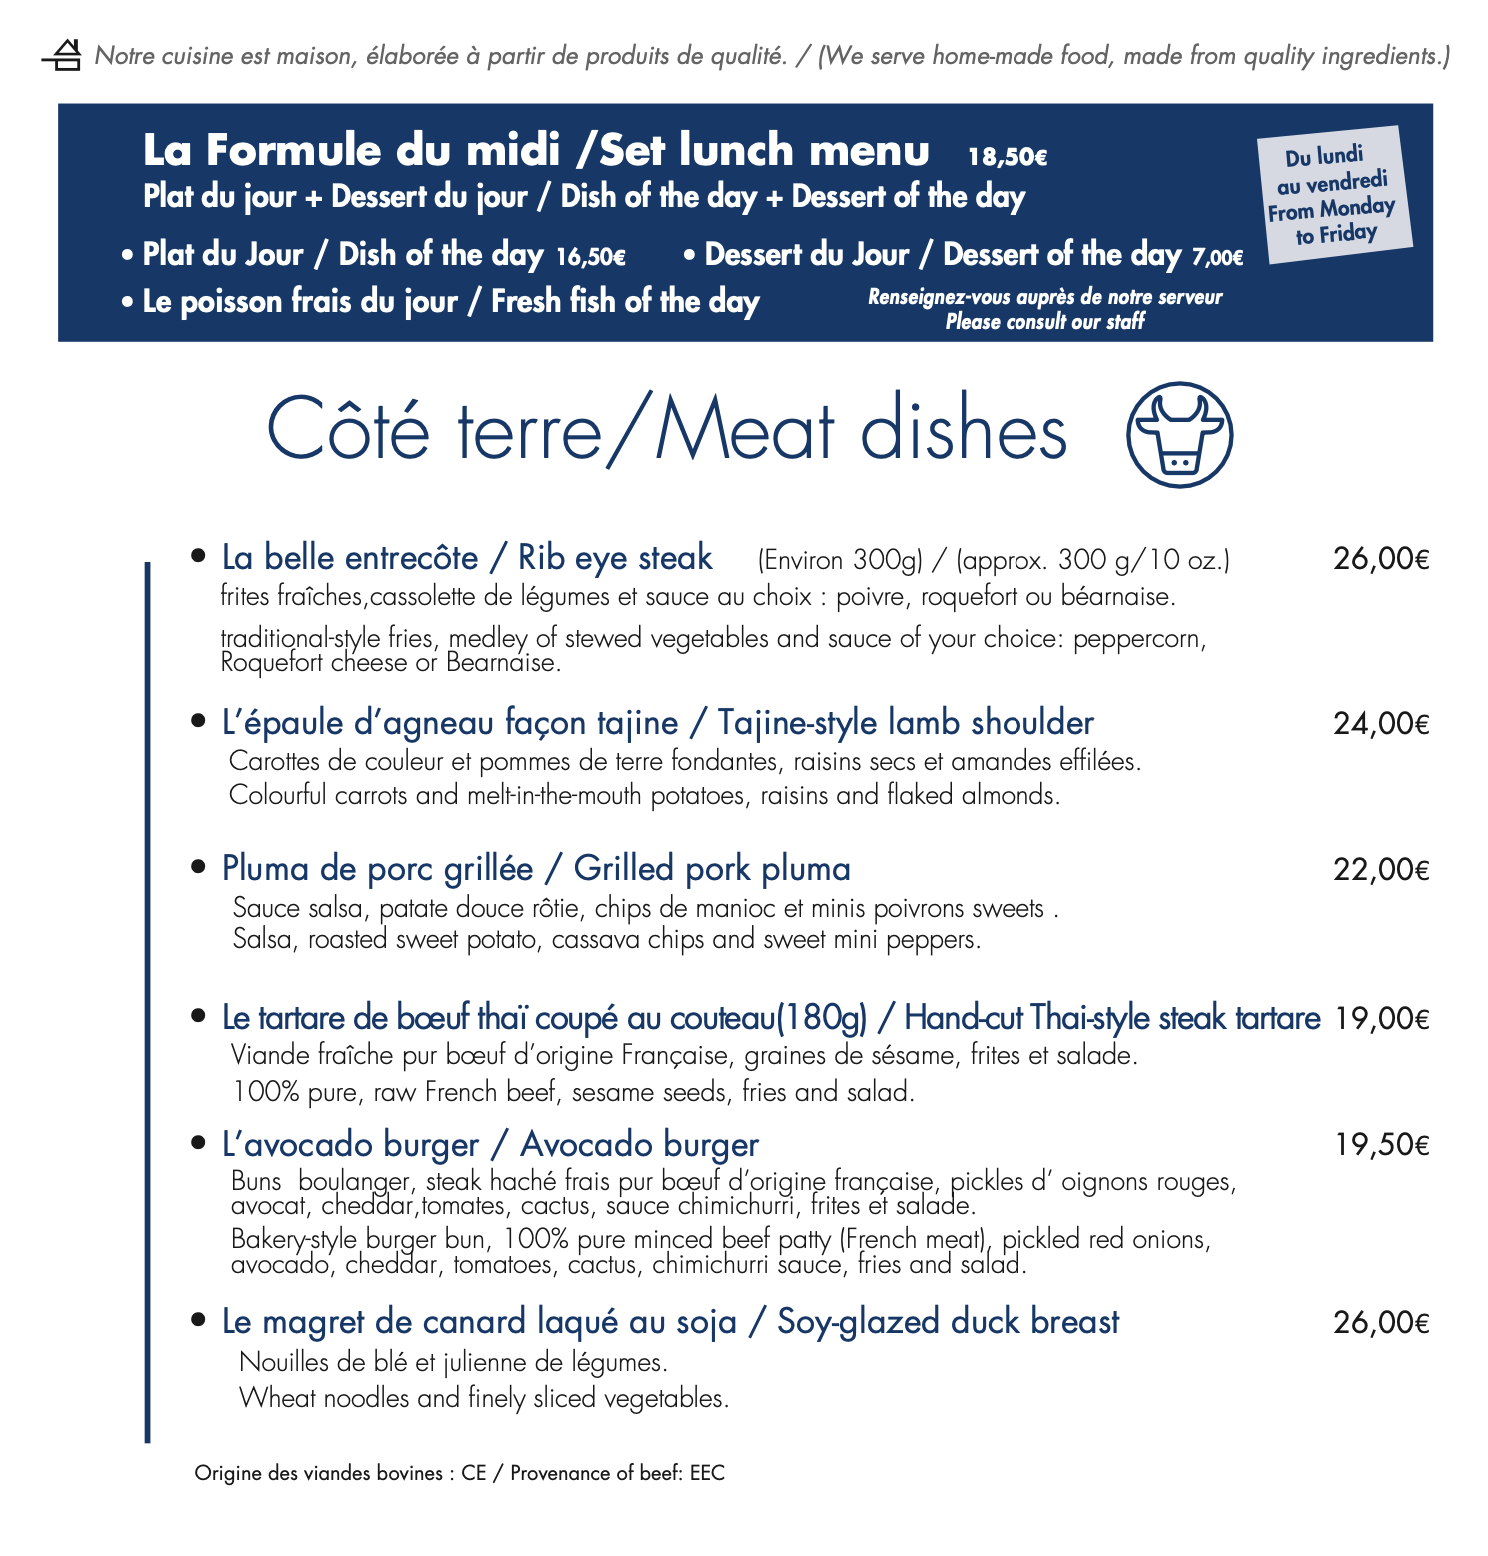 Notre cuisine est maison, élaborée à partir de produits de qualité. / (We serve home-made food, made from quality ingredients.)
La Formule du midi /Set lunch menu 18,50€
Plat du jour + Dessert du jour / Dish of the day + Dessert of the day
Du lundi
au vendredi
From Monday
to Friday
• Plat du Jour / Dish of the day 16,50€ • Dessert du Jour / Dessert of the day 7,00€
• Le poisson frais du jour / Fresh fish of the day
Renseignez-vous auprès de notre serveur
Please consult our staff
Côté terre/Meat dishes
• La belle entrecôte / Rib eye steak (Environ 300g) / (approx. 300 g/10 oz.) 26,00€
frites fraîches,cassolette de légumes et sauce au choix : poivre, roquefort ou béarnaise.
traditional-style fries, medley of stewed vegetables and sauce of your choice: peppercorn,
Roquefort cheese or Bearnaise.
• L’épaule d’agneau façon tajine / Tajine-style lamb shoulder 24,00€
Carottes de couleur et pommes de terre fondantes, raisins secs et amandes effilées.
Colourful carrots and melt-in-the-mouth potatoes, raisins and flaked almonds.
• Pluma de porc grillée / Grilled pork pluma 22,00€
Sauce salsa, patate douce rôtie, chips de manioc et minis poivrons sweets .
Salsa, roasted sweet potato, cassava chips and sweet mini peppers.
• Le tartare de bœuf thaï coupé au couteau(180g) / Hand-cut Thai-style steak tartare 19,00€
Viande fraîche pur bœuf d’origine Française, graines de sésame, frites et salade.
100% pure, raw French beef, sesame seeds, fries and salad.
• L’avocado burger / Avocado burger 19,50€
Buns boulanger, steak haché frais pur bœuf d’origine française, pickles d’ oignons rouges,
avocat, cheddar,tomates, cactus, sauce chimichurri, frites et salade.
Bakery-style burger bun, 100% pure minced beef patty (French meat), pickled red onions,
avocado, cheddar, tomatoes, cactus, chimichurri sauce, fries and salad.
• Le magret de canard laqué au soja / Soy-glazed duck breast 26,00€
Nouilles de blé et julienne de légumes.
Wheat noodles and finely sliced vegetables.
Origine des viandes bovines : CE / Provenance of beef: EEC